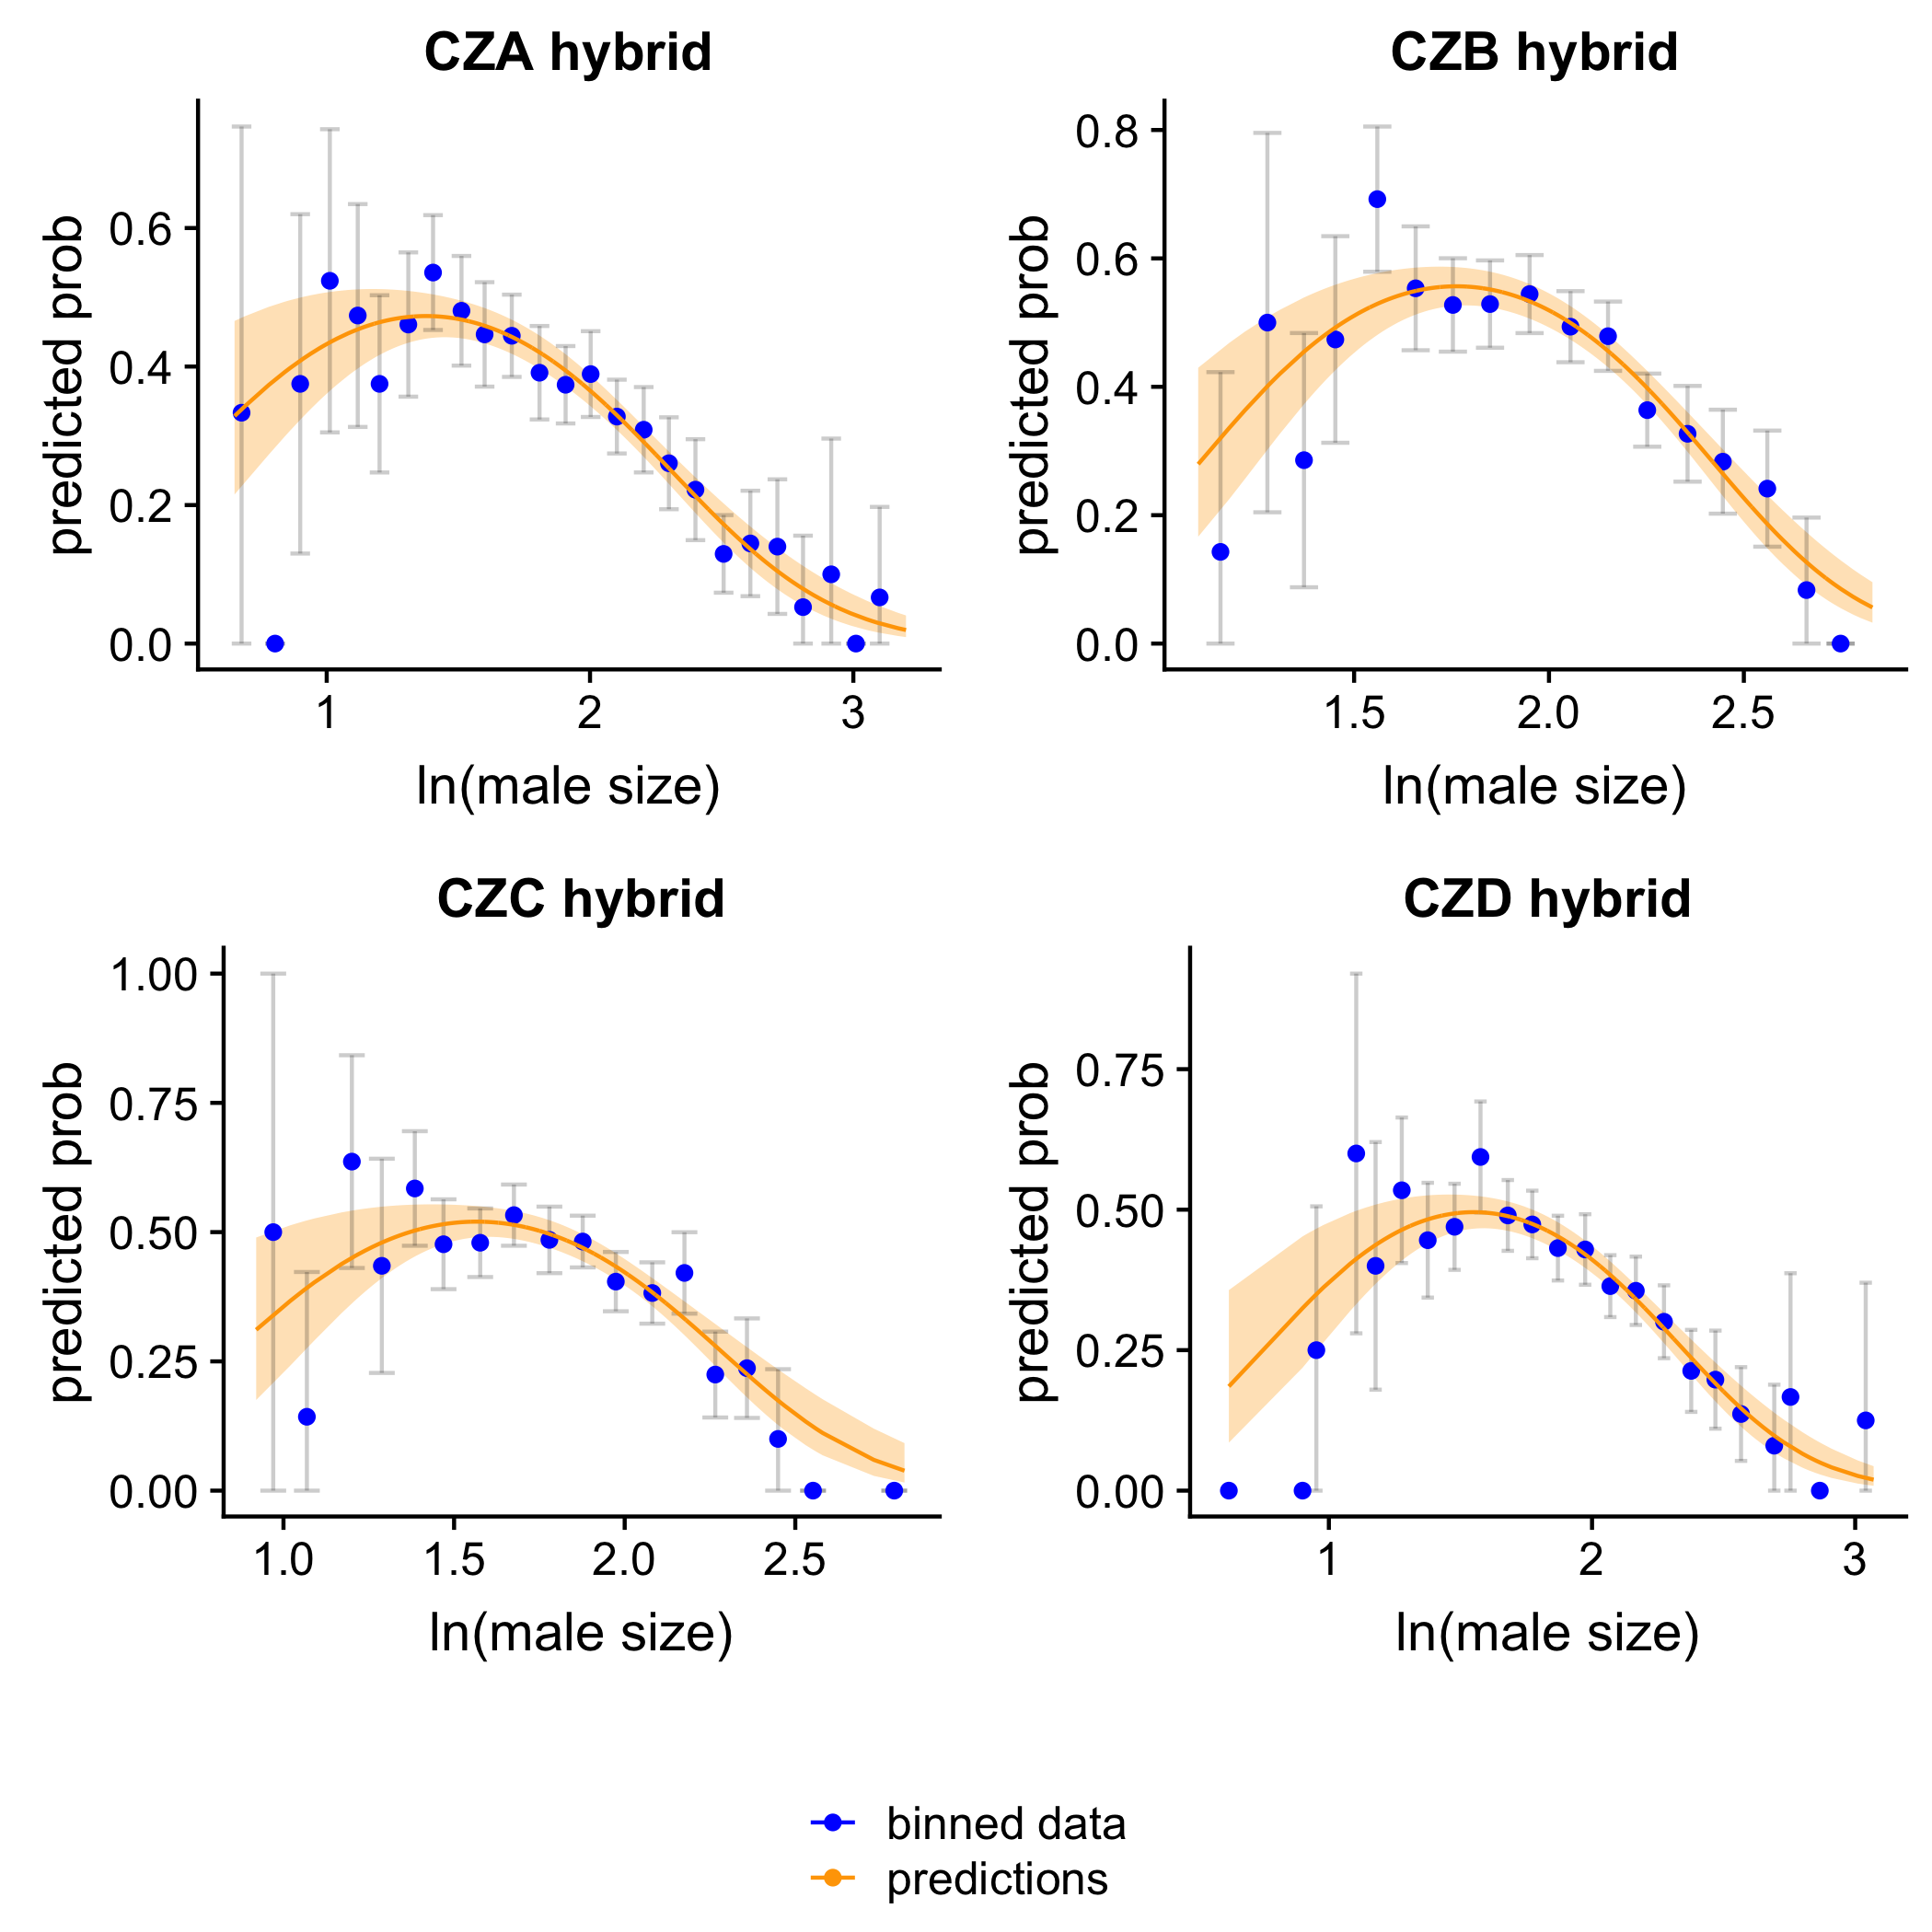 CZA hybrid
predicted prob
0.6
0.4
0.2
0.0
1 2 3
ln(male size)
CZB hybrid
predicted prob
0.8
0.6
0.4
0.2
0.0
1.5 2.0 2.5
ln(male size)
CZC hybrid
predicted prob
1.00
0.75
0.50
0.25
0.00
1.0 1.5 2.0 2.5
ln(male size)
CZD hybrid
predicted prob
0.75
0.50
0.25
0.00
1 2 3
ln(male size)
binned data
predictions